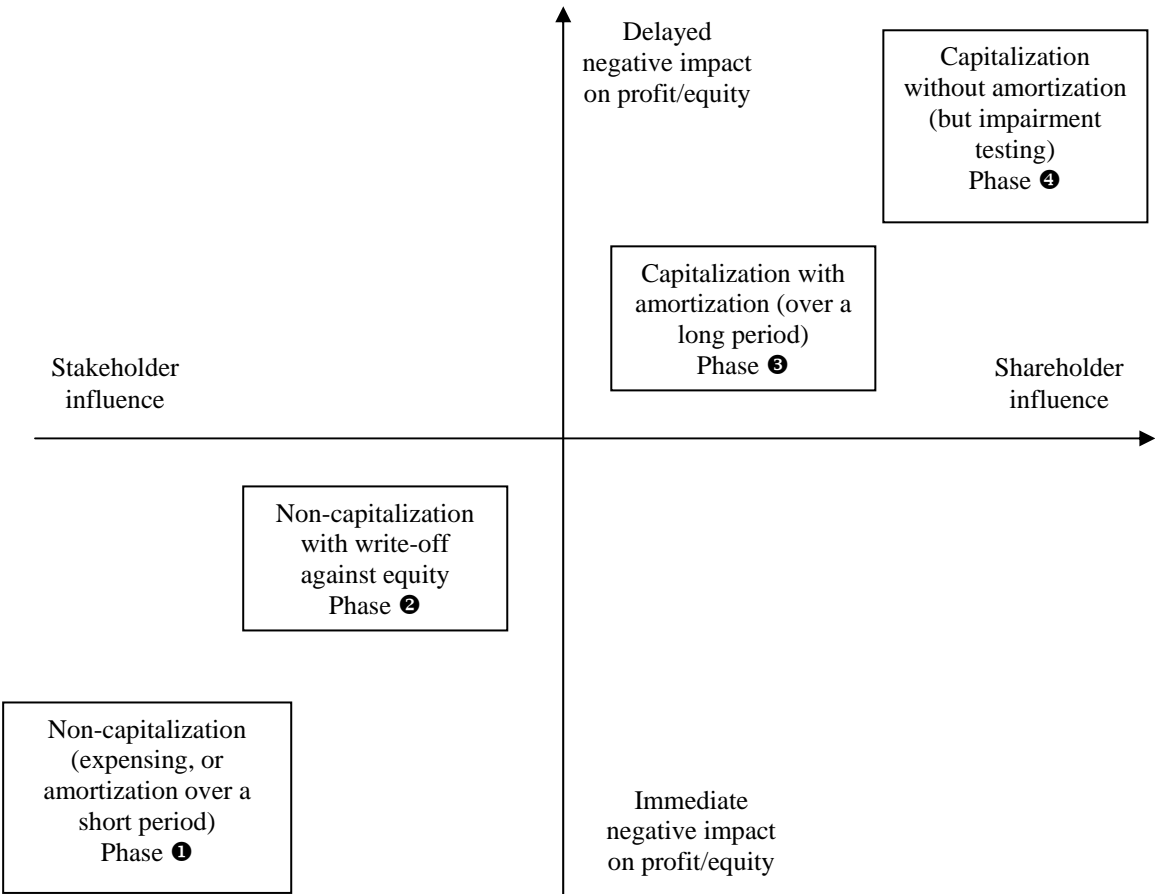 Delayed
negative impact
on profit/equity
Capitalization
without amortization
(but impairment
testing)
Phase ❹
Capitalization with
amortization (over a
long period)
Phase ❸
Stakeholder
influence
Shareholder
influence
Non-capitalization
with write-off
against equity
Phase ❷
Non-capitalization
(expensing, or
amortization over a
short period)
Phase ❶
Immediate
negative impact
on profit/equity